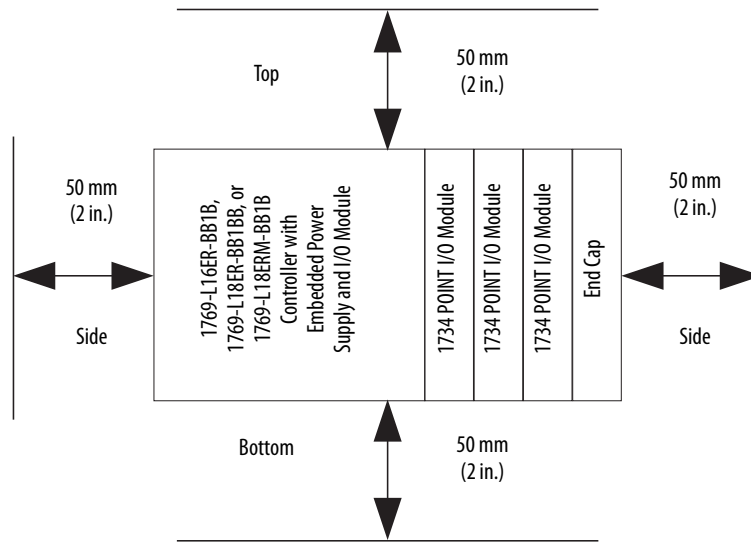 Top
50 mm
(2 in.)
50 mm
(2 in.)
Side
1769-L16ER-BB1B,
1769-L18ER-BB1BB, or
1769-L18ERM-BB1B
Controller with
Embedded Power
Supply and I/O Module
1734 POINT I/O Module
1734 POINT I/O Module
1734 POINT I/O Module
End Cap
50 mm
(2 in.)
Side
Bottom
50 mm
(2 in.)